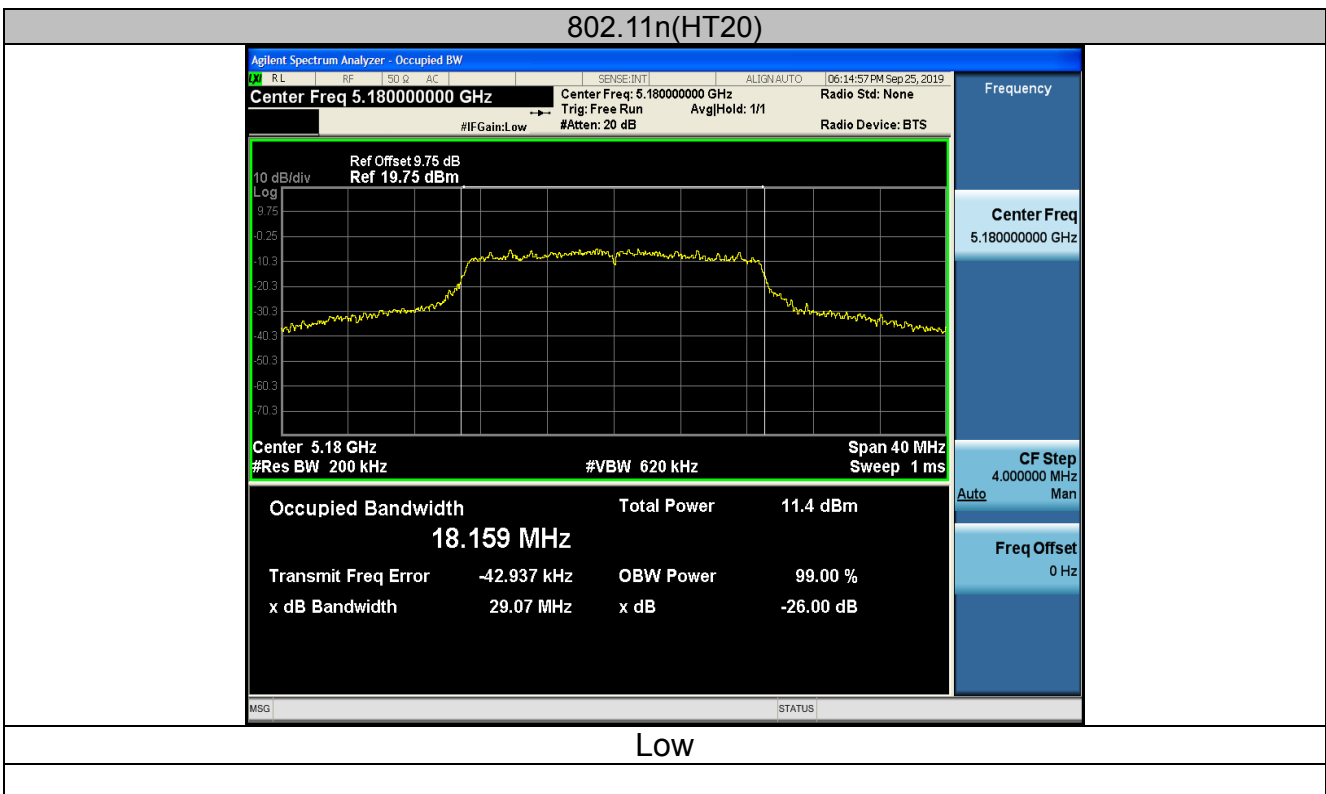 802.11n(HT20)
Agilent Spectrum Analyzer - Occupied BW
LXI RL RF 50 Ω AC SENSE:INT ALIGN AUTO 06:14:57 PM Sep 25, 2019
Center Freq 5.180000000 GHz
Center Freq: 5.180000000 GHz
Radio Std: None
Trig: Free Run Avg|Hold: 1/1
#IFGain:Low
#Atten: 20 dB
Radio Device: BTS
Ref Offset 9.75 dB
10 dB/div Ref 19.75 dBm
Log
9.75
-0.25
-10.3
-20.3
-30.3
-40.3
-50.3
-60.3
-70.3
Center 5.18 GHz Span 40 MHz
#Res BW 200 kHz #VBW 620 kHz Sweep 1 ms
Occupied Bandwidth Total Power 11.4 dBm
18.159 MHz
Transmit Freq Error -42.937 kHz OBW Power 99.00 %
x dB Bandwidth 29.07 MHz x dB -26.00 dB
MSG STATUS
Frequency
Center Freq
5.180000000 GHz
CF Step
4.000000 MHz
Auto Man
Freq Offset
0 Hz
Low